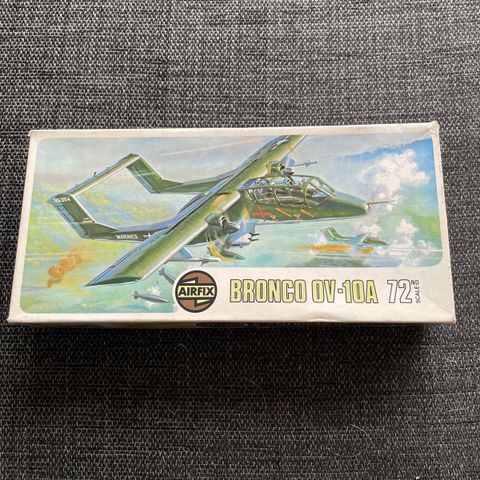 MARINES
AIRFIX
BRONCO OV-10A
72
SCALE